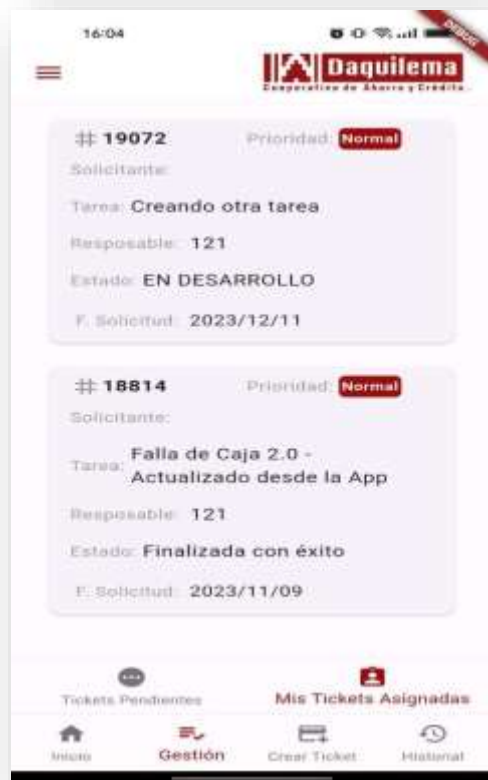 16:04
DEBUG
Daquilema
Cooperativa de Ahorro y Crédito
# 19072 Prioridad: Normal
Solicitante:
Tarea: Creando otra tarea
Resposable: 121
Estado: EN DESARROLLO
F. Solicitud: 2023/12/11
# 18814 Prioridad: Normal
Solicitante:
Tarea: Falla de Caja 2.0 -
Actualizado desde la App
Resposable: 121
Estado: Finalizada con éxito
F. Solicitud: 2023/11/09
Tickets Pendientes Mis Tickets Asignadas
Inicio Gestión Crear Ticket Historial